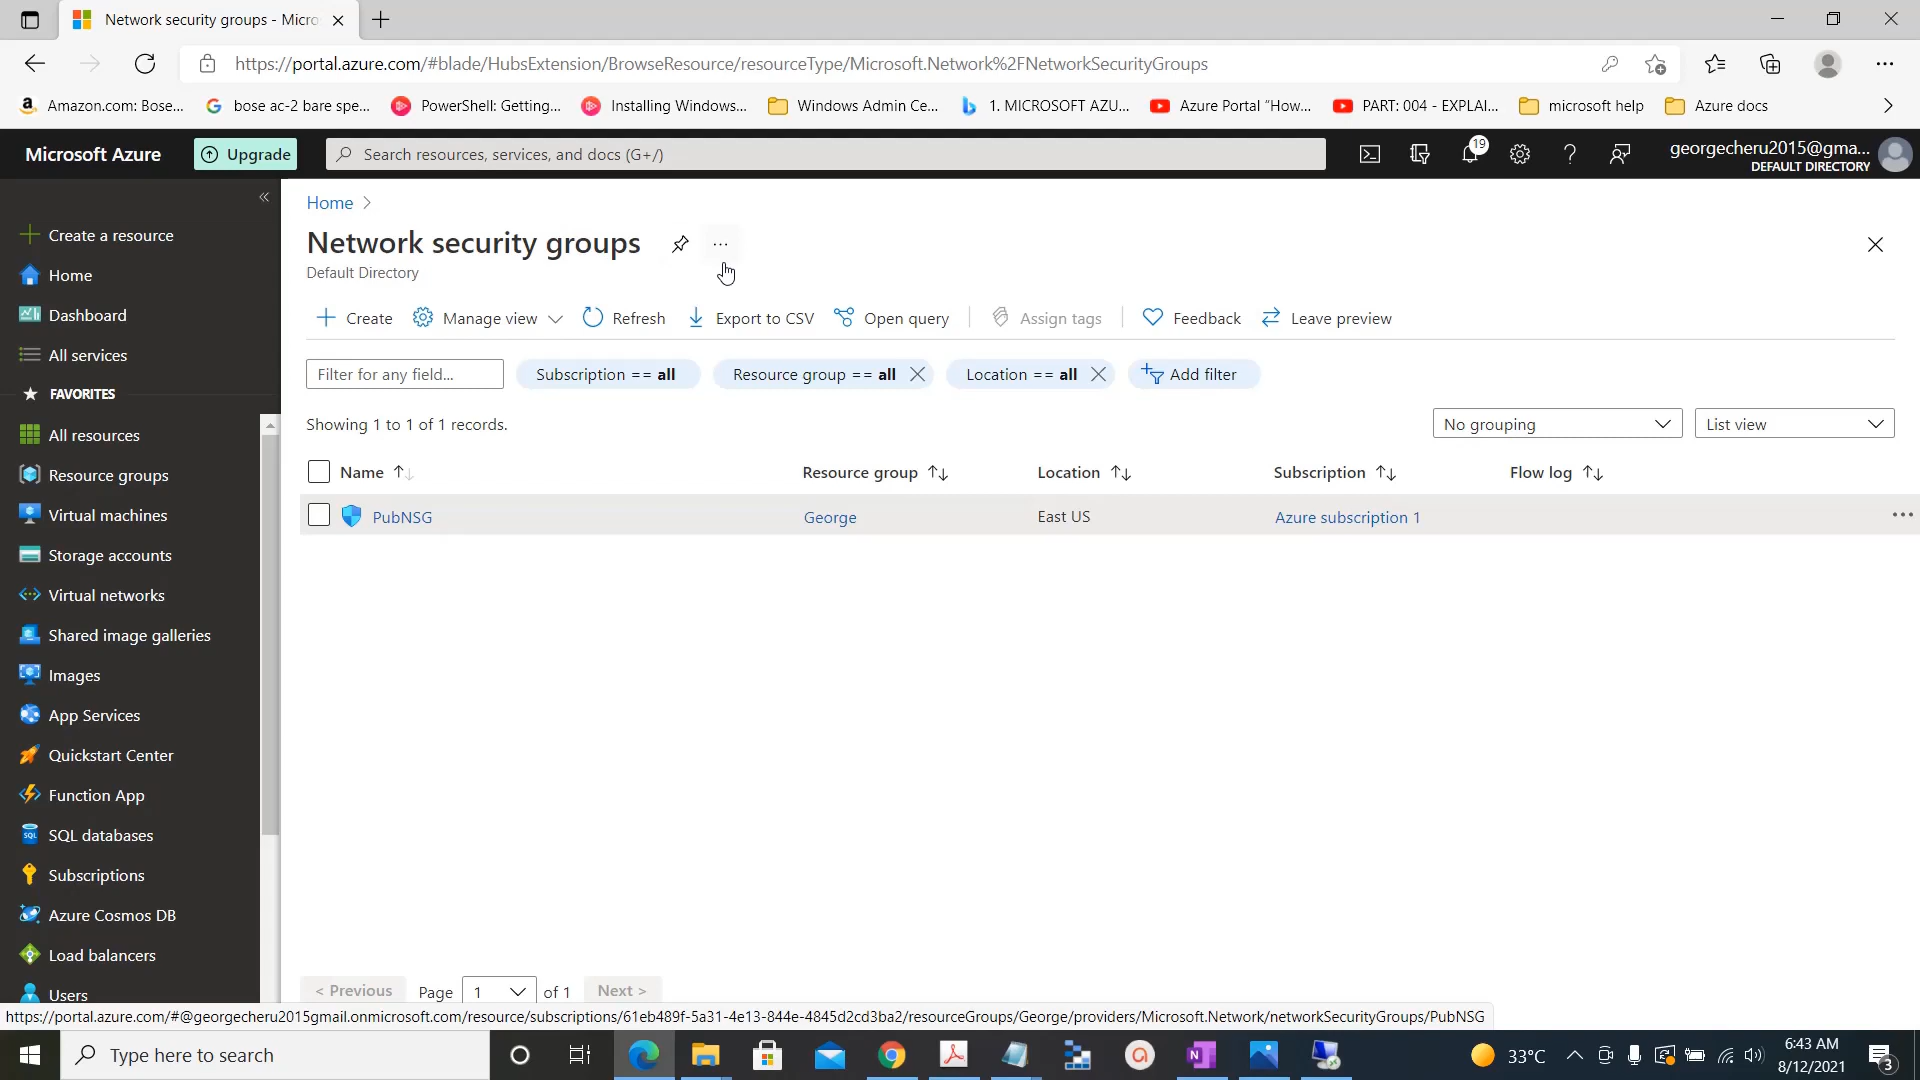 Network security groups - Micro
https://portal.azure.com/#blade/HubsExtension/BrowseResource/resourceType/Microsoft.Network%2FNetworkSecurityGroups
Amazon.com: Bose...
bose ac-2 bare spe...
PowerShell: Getting...
Installing Windows...
Windows Admin Ce...
1. MICROSOFT AZU...
Azure Portal "How...
PART: 004 - EXPLAI...
microsoft help
Azure docs
Microsoft Azure
Upgrade
Search resources, services, and docs (G+/)
19
georgecheru2015@gma...
DEFAULT DIRECTORY
Create a resource
Home
Dashboard
All services
FAVORITES
All resources
Resource groups
Virtual machines
Storage accounts
Virtual networks
Shared image galleries
Images
App Services
Quickstart Center
Function App
SQL databases
Subscriptions
Azure Cosmos DB
Load balancers
Users
Home >
Network security groups
Default Directory
Create
Manage view
Refresh
Export to CSV
Open query
Assign tags
Feedback
Leave preview
Filter for any field...
Subscription == all
Resource group == all
Location == all
Add filter
Showing 1 to 1 of 1 records.
No grouping
List view
Name
Resource group
Location
Subscription
Flow log
PubNSG
George
East US
Azure subscription 1
< Previous
Page 1 of 1
Next >
https://portal.azure.com/#@georgecheru2015gmail.onmicrosoft.com/resource/subscriptions/61eb489f-5a31-4e13-844e-4845d2cd3ba2/resourceGroups/George/providers/Microsoft.Network/networkSecurityGroups/PubNSG
Type here to search
33°C
6:43 AM
8/12/2021
3